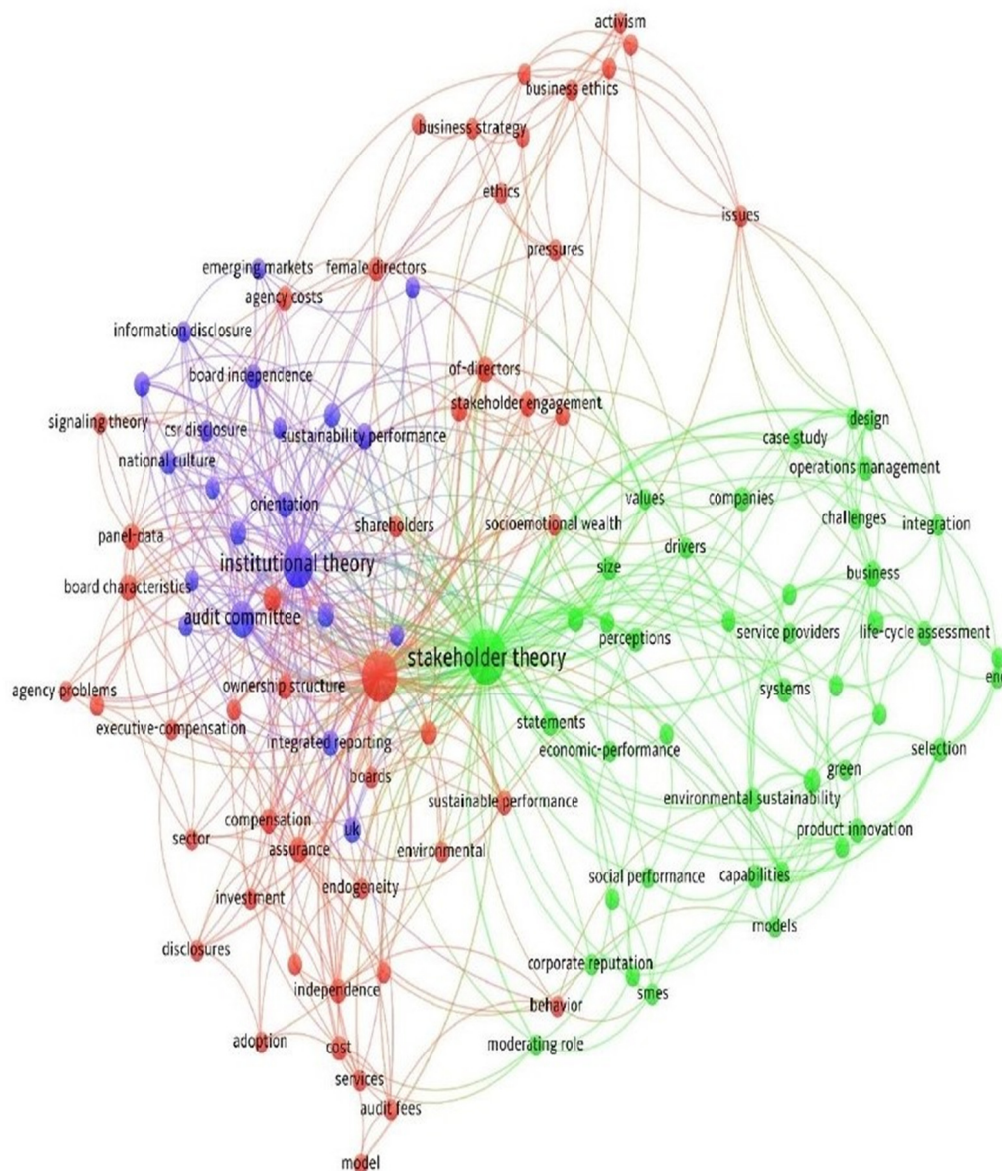 activism
business ethics
business strategy
ethics
issues
pressures
emerging markets
female directors
agency costs
information disclosure
of-directors
board independence
stakeholder engagement
signaling theory
csr disclosure
sustainability performance
design
case study
national culture
operations management
orientation
values
companies
shareholders
socioemotional wealth
challenges
integration
panel-data
drivers
institutional theory
size
business
board characteristics
audit committee
perceptions
service providers
life-cycle assessment
stakeholder theory
ownership structure
agency problems
systems
executive-compensation
statements
integrated reporting
economic-performance
selection
boards
green
sustainable performance
environmental sustainability
compensation
uk
product innovation
sector
assurance
environmental
endogeneity
social performance
capabilities
investment
models
disclosures
corporate reputation
independence
smes
behavior
adoption
cost
moderating role
services
audit fees
model